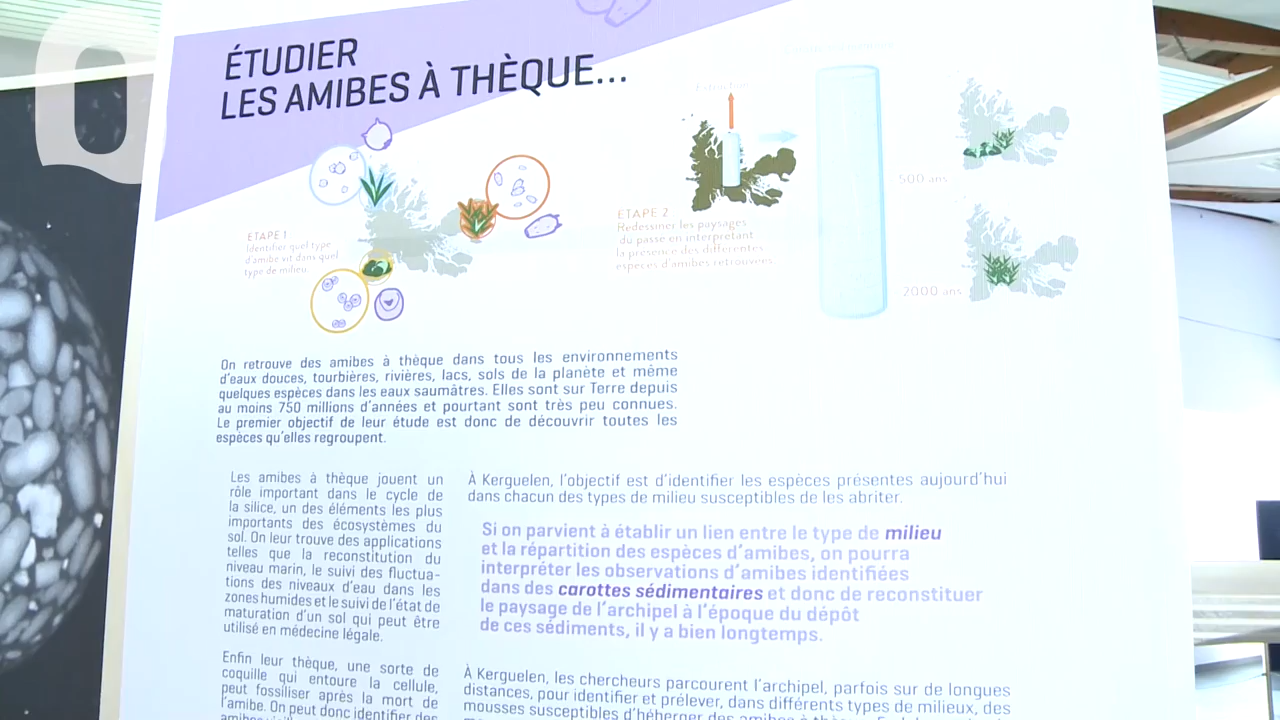 ÉTUDIER
LES AMIBES À THÈQUE...
ETAPE 1
Identifier quel type
d'amibe vit dans quel
type de milieu.
Extraction
ETAPE 2
Redessiner les paysages
du passe en interpretant
la presence des differentes
especes d'amibes retrouvees.
500 ans
2000 ans
On retrouve des amibes à thèque dans tous les environnements
d'eaux douces, tourbières, rivières, lacs, sols de la planète et même
quelques espèces dans les eaux saumâtres. Elles sont sur Terre depuis
au moins 750 millions d'années et pourtant sont très peu connues.
Le premier objectif de leur étude est donc de découvrir toutes les
espèces qu'elles regroupent.
Les amibes à thèque jouent un
rôle important dans le cycle de
la silice, un des éléments les plus
importants des écosystèmes du
sol. On leur trouve des applications
telles que la reconstitution du
niveau marin, le suivi des fluctua-
tions des niveaux d'eau dans les
zones humides et le suivi de l'état de
maturation d'un sol qui peut être
utilisé en médecine légale.
Enfin leur thèque, une sorte de
coquille qui entoure la cellule,
peut fossiliser après la mort de
l'amibe. On peut donc identifier des
À Kerguelen, l'objectif est d'identifier les espèces présentes aujourd'hui
dans chacun des types de milieu susceptibles de les abriter.
Si on parvient à établir un lien entre le type de milieu
et la répartition des espèces d'amibes, on pourra
interpréter les observations d'amibes identifiées
dans des carottes sédimentaires et donc de reconstituer
le paysage de l'archipel à l'époque du dépôt
de ces sédiments, il y a bien longtemps.
À Kerguelen, les chercheurs parcourent l'archipel, parfois sur de longues
distances, pour identifier et prélever, dans différents types de milieux, des
mousses susceptibles d'héberger des amibes à